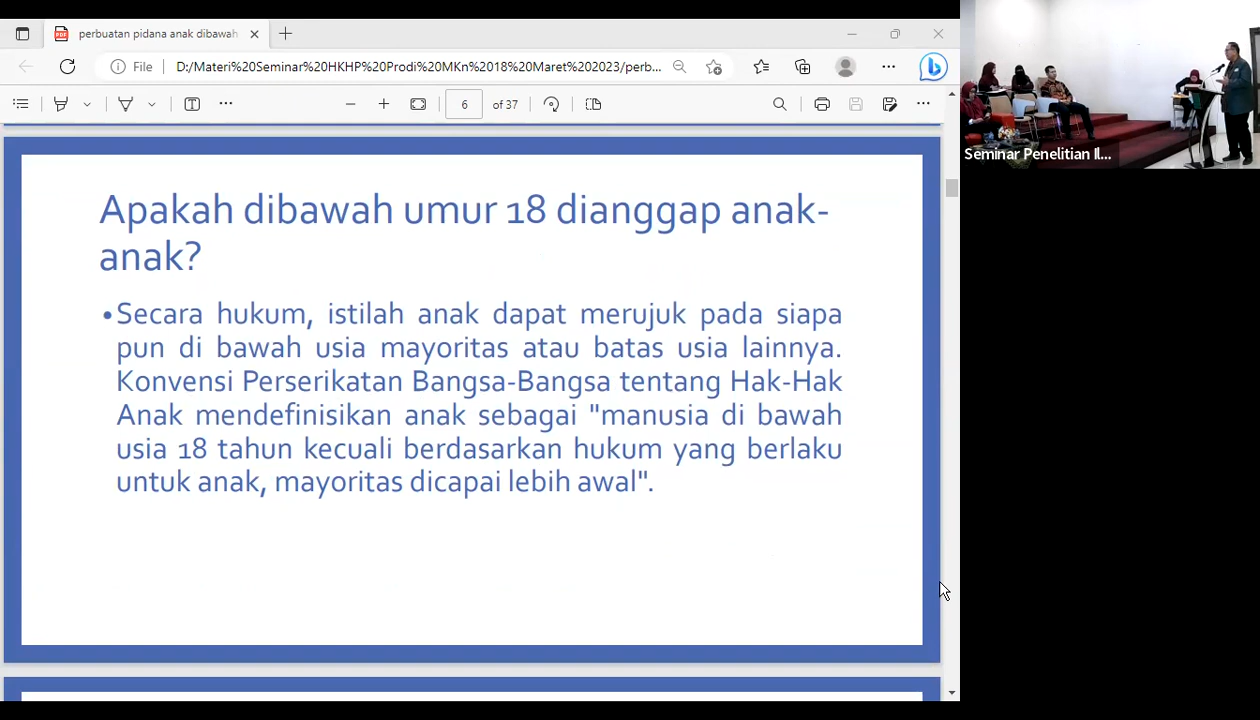 perbuatan pidana anak dibawah
File
D:/Materi%20Seminar%20HKHP%20Prodi%20MKn%2018%20Maret%202023/perb...
6 of 37
Seminar Penelitian Il...
Apakah dibawah umur 18 dianggap anak-
anak?
•Secara hukum, istilah anak dapat merujuk pada siapa
pun di bawah usia mayoritas atau batas usia lainnya.
Konvensi Perserikatan Bangsa-Bangsa tentang Hak-Hak
Anak mendefinisikan anak sebagai "manusia di bawah
usia 18 tahun kecuali berdasarkan hukum yang berlaku
untuk anak, mayoritas dicapai lebih awal".